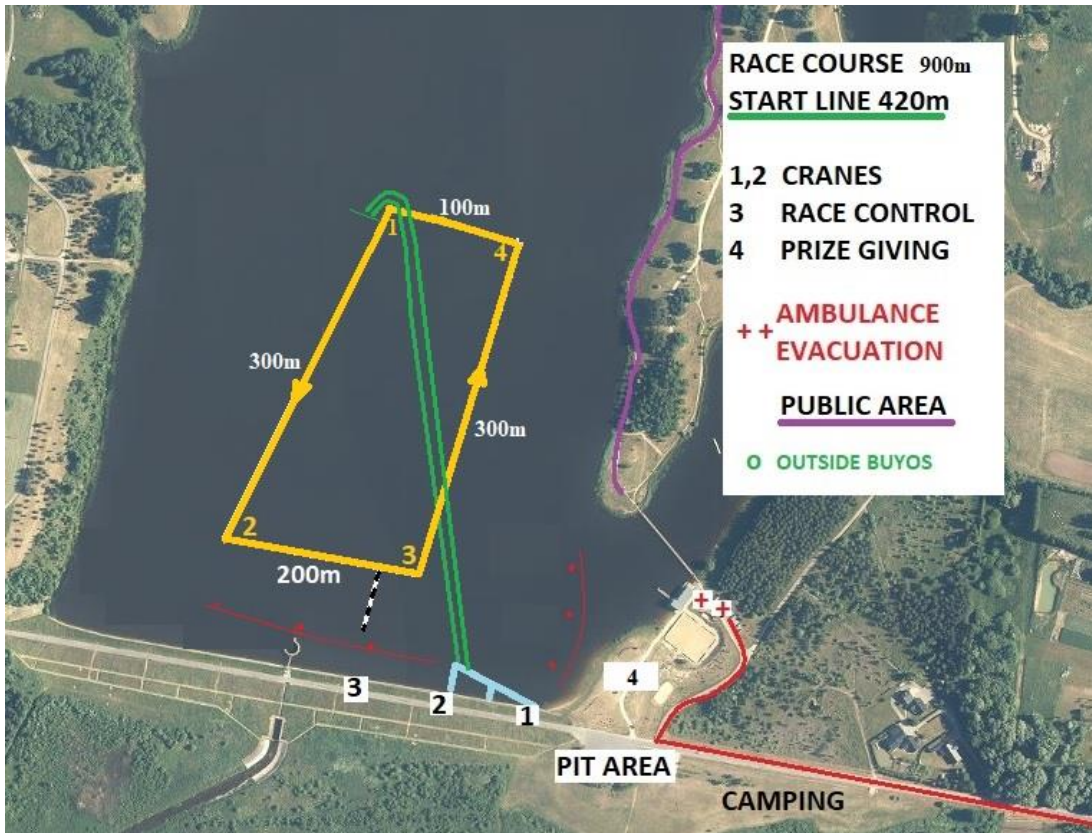 RACE COURSE 900m
START LINE 420m
1,2 CRANES
3 RACE CONTROL
4 PRIZE GIVING
+ + AMBULANCE
EVACUATION
PUBLIC AREA
O OUTSIDE BUYOS
1
100m
4
300m
300m
2
3
200m
3
2
1
4
+ +
PIT AREA
CAMPING